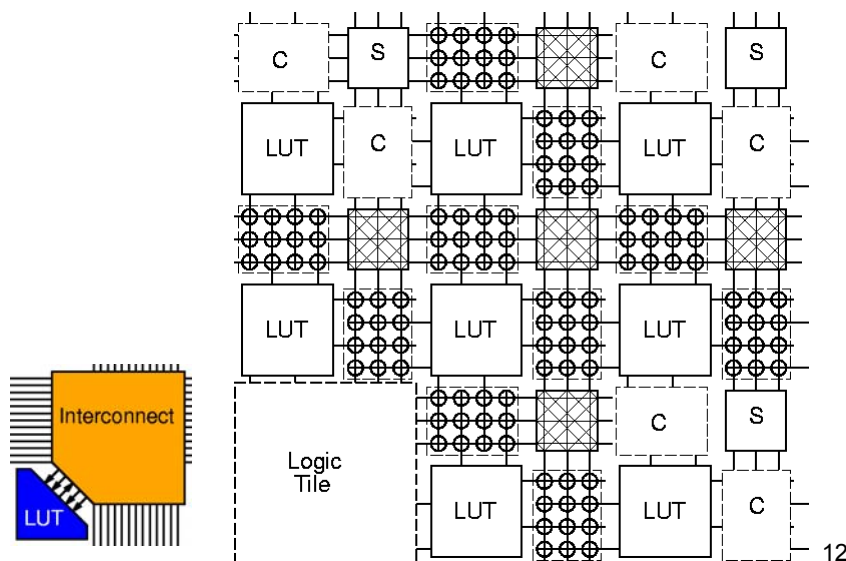 C S C S
LUT C LUT LUT C
LUT LUT LUT
Interconnect
LUT
Logic
Tile
C S
LUT LUT C
12